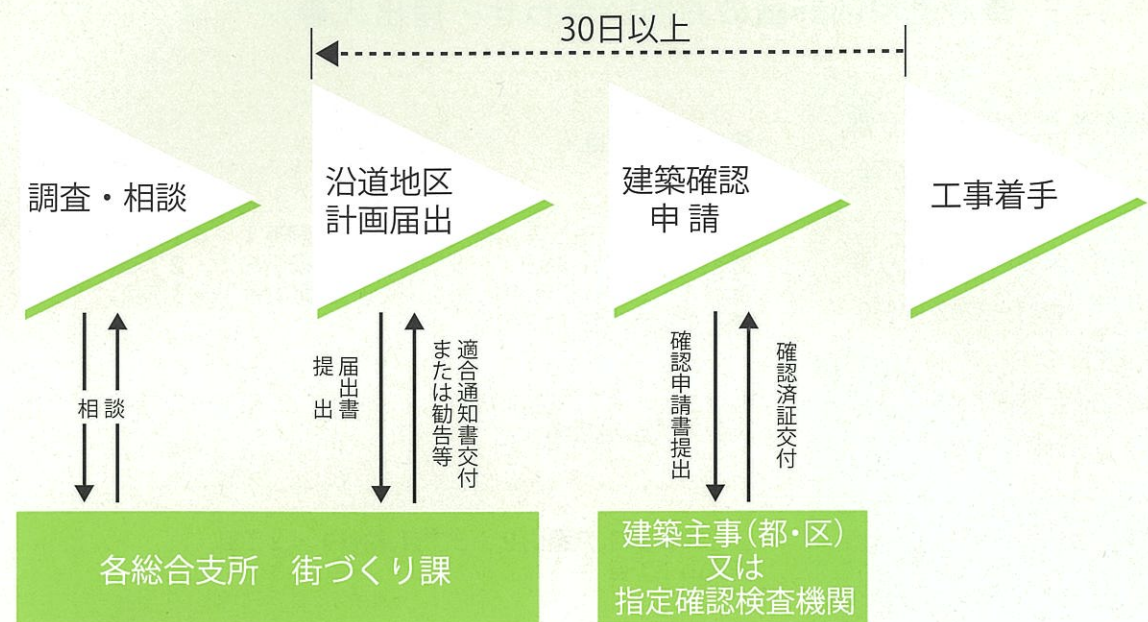 30日以上
調査・相談
沿道地区
計画届出
建築確認
申請
工事着手
相談
届出書
提出
適合通知書交付
または勧告等
確認申請書提出
確認済証交付
各総合支所　街づくり課
建築主事(都・区)
又は
指定確認検査機関